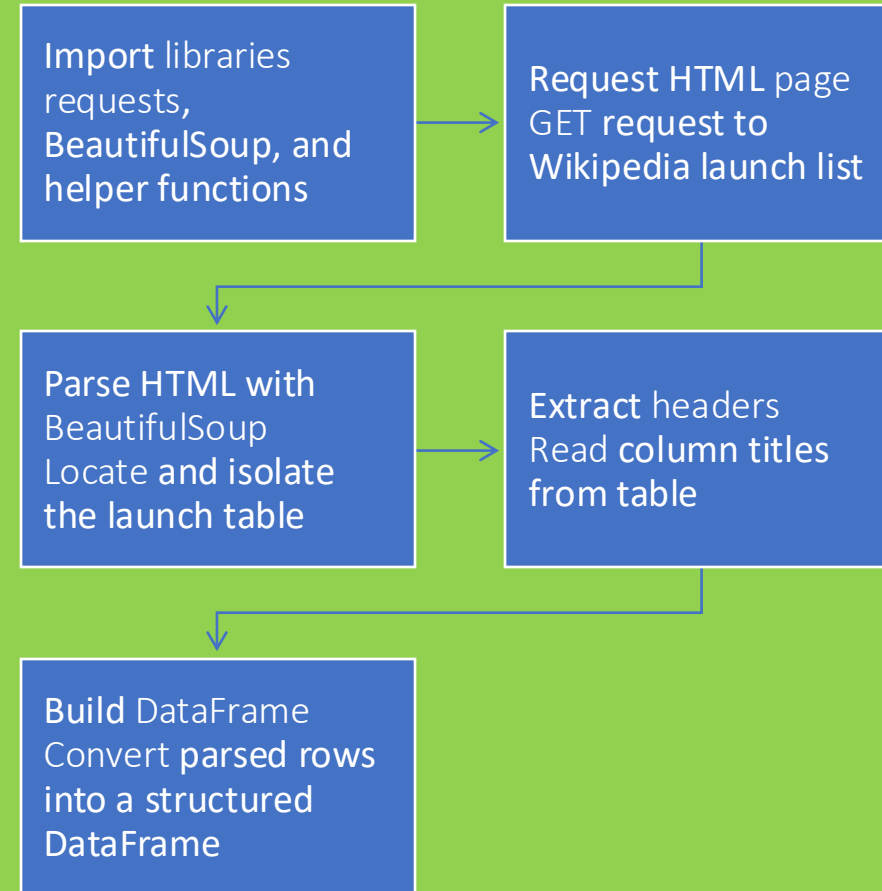 Import libraries
requests,
BeautifulSoup, and
helper functions
Request HTML page
GET request to
Wikipedia launch list
Parse HTML with
BeautifulSoup
Locate and isolate
the launch table
Extract headers
Read column titles
from table
Build DataFrame
Convert parsed rows
into a structured
DataFrame